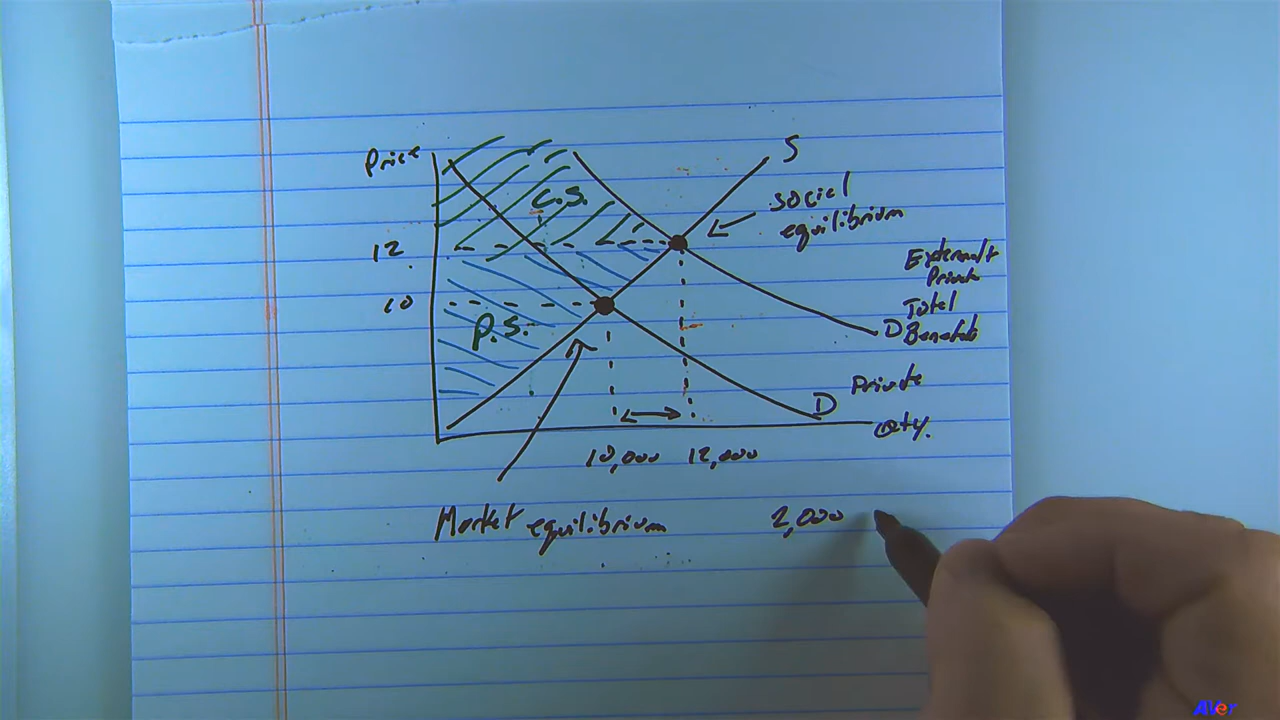 Price
S
C.S.
social
equilibrium
12
External &
Private
10
Total
D Benefits
P.S.
Private
D
Qty.
10,000 12,000
Market equilibrium 2,000
AVer